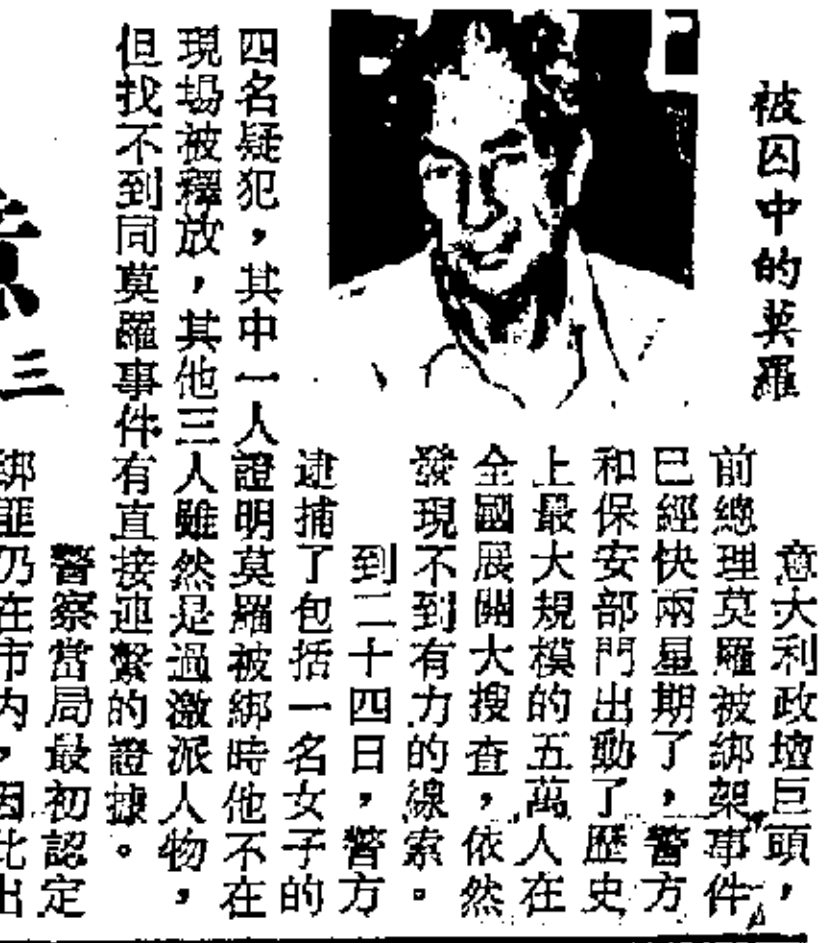 被囚中的莫羅
意大利政壇巨頭，
前總理莫羅被綁架事件，
已經快兩星期了，警方
和保安部門出動了歷史
上最大規模的五萬人在
全國展開大搜查，依然
發現不到有力的線索。
到二十四日，警方
逮捕了包括一名女子的
四名疑犯，其中一人證明莫羅被綁時他不在
現場被釋放，其他三人雖然是過激派人物，
但找不到同莫羅事件有直接連繫的證據。
警察當局最初認定
綁匪仍在市內，因此出
三